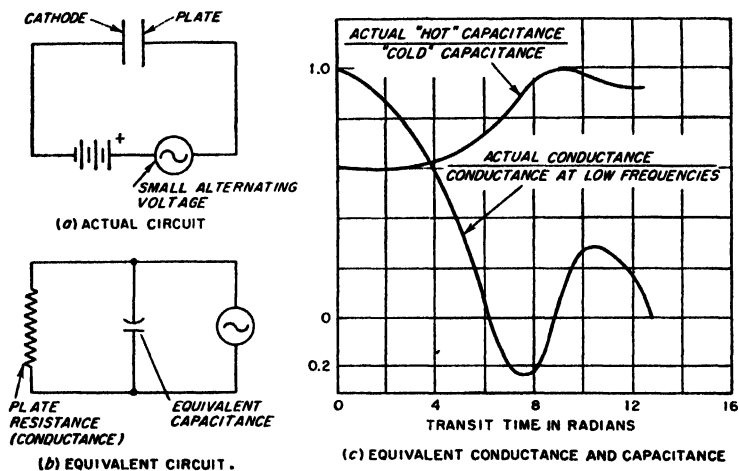 CATHODE PLATE
+
SMALL ALTERNATING
VOLTAGE
(a) ACTUAL CIRCUIT
PLATE
RESISTANCE
(CONDUCTANCE)
EQUIVALENT
CAPACITANCE
(b) EQUIVALENT CIRCUIT.
ACTUAL "HOT" CAPACITANCE
"COLD" CAPACITANCE
1.0
ACTUAL CONDUCTANCE
CONDUCTANCE AT LOW FREQUENCIES
0
0.2
0 4 8 12 16
TRANSIT TIME IN RADIANS
(c) EQUIVALENT CONDUCTANCE AND CAPACITANCE